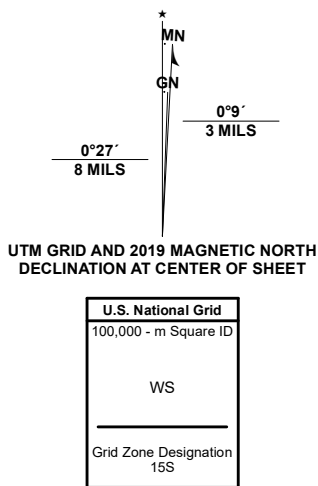 ★
MN
GN
0°9´
3 MILS
0°27´
8 MILS
UTM GRID AND 2019 MAGNETIC NORTH
DECLINATION AT CENTER OF SHEET
U.S. National Grid
100,000 - m Square ID
WS
Grid Zone Designation
15S